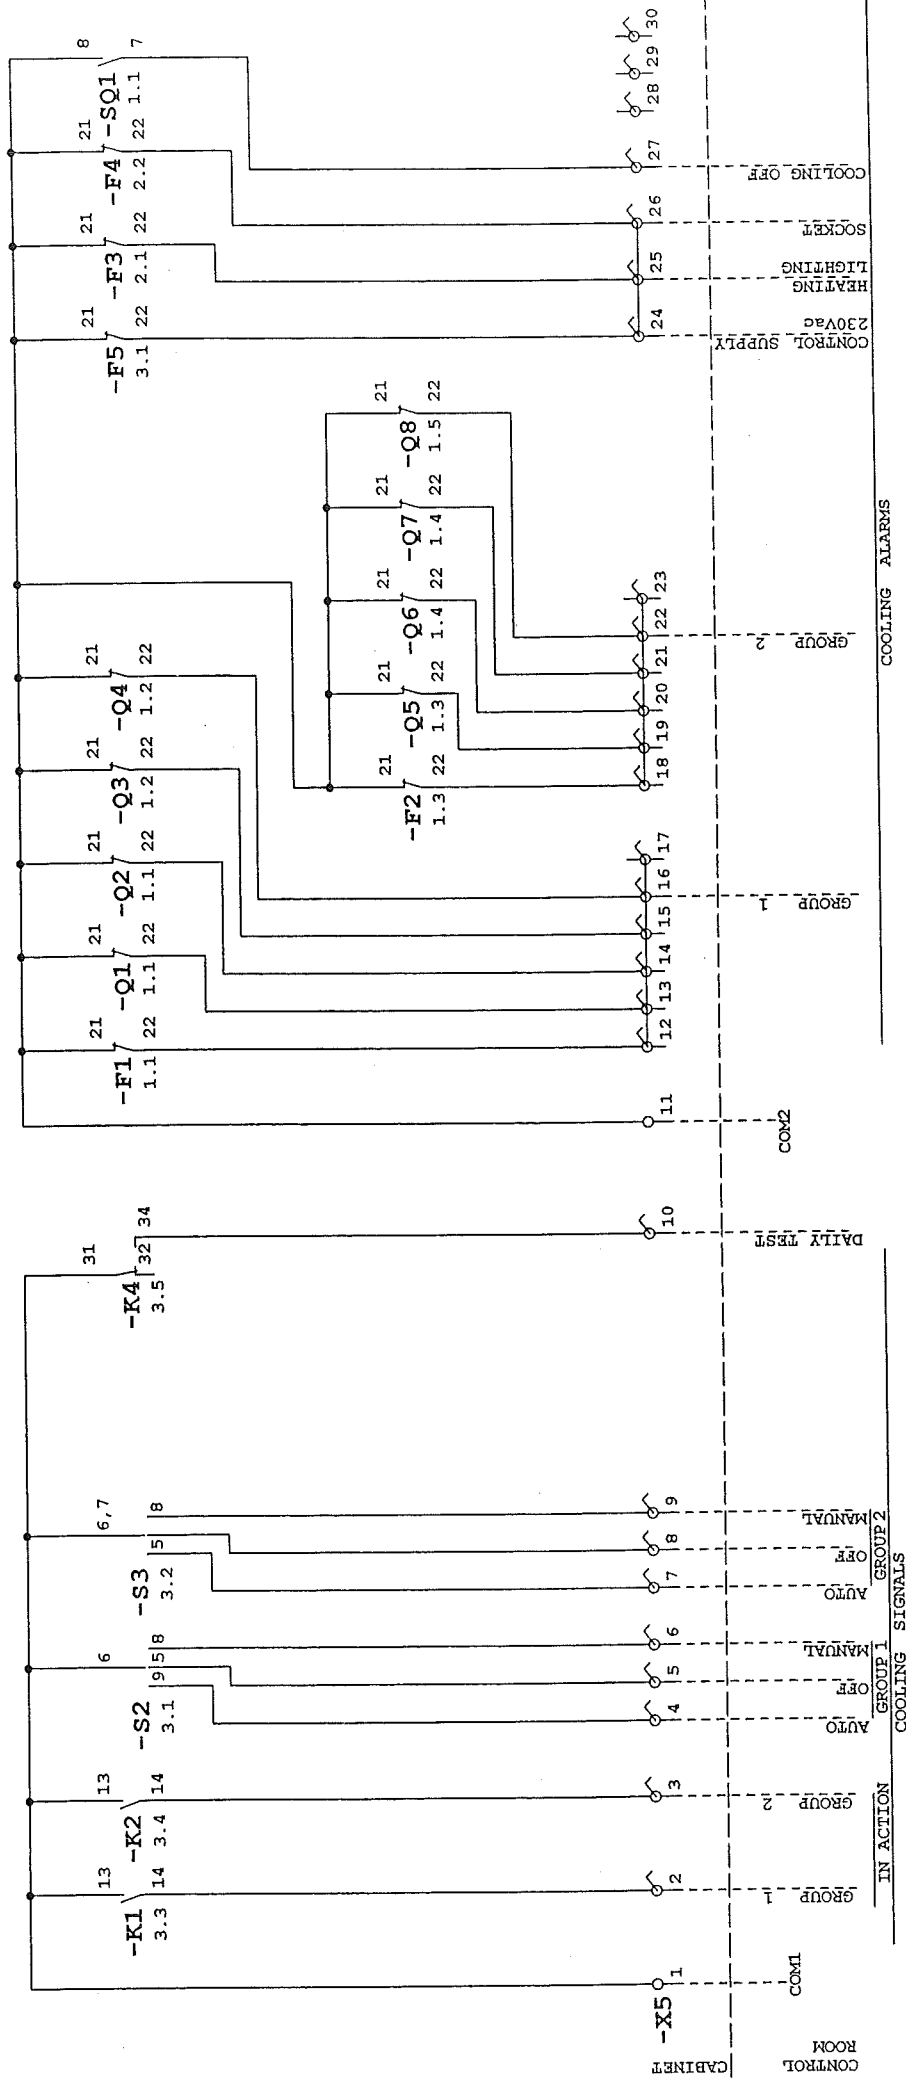 -X5
1
COM1
CONTROL
ROOM
CABINET
-K1
3.3
13
14
2
GROUP 1
-K2
3.4
13
14
3
GROUP 2
IN ACTION
-S2
3.1
6
9 5 8
4
5
6
AUTO
OFF
MANUAL
GROUP 1
-S3
3.2
6,7
5
8
7
8
9
AUTO
OFF
MANUAL
GROUP 2
COOLING SIGNALS
-K4
3.5
31
32
34
10
DAILY TEST
11
COM2
-F1
1.1
21
22
-Q1
1.1
21
22
-Q2
1.1
21
22
-Q3
1.2
21
22
-Q4
1.2
21
22
12
13
14
15
16
17
GROUP 1
-F2
1.3
21
22
-Q5
1.3
21
22
-Q6
1.4
21
22
-Q7
1.4
21
22
-Q8
1.5
21
22
18
19
20
21
22
23
GROUP 2
COOLING ALARMS
-F5
3.1
21
22
-F3
2.1
21
22
-F4
2.2
21
22
-SQ1
1.1
8
7
24
25
26
27
28
29
30
CONTROL SUPPLY
230Vac
HEATING
LIGHTING
SOCKET
COOLING OFF